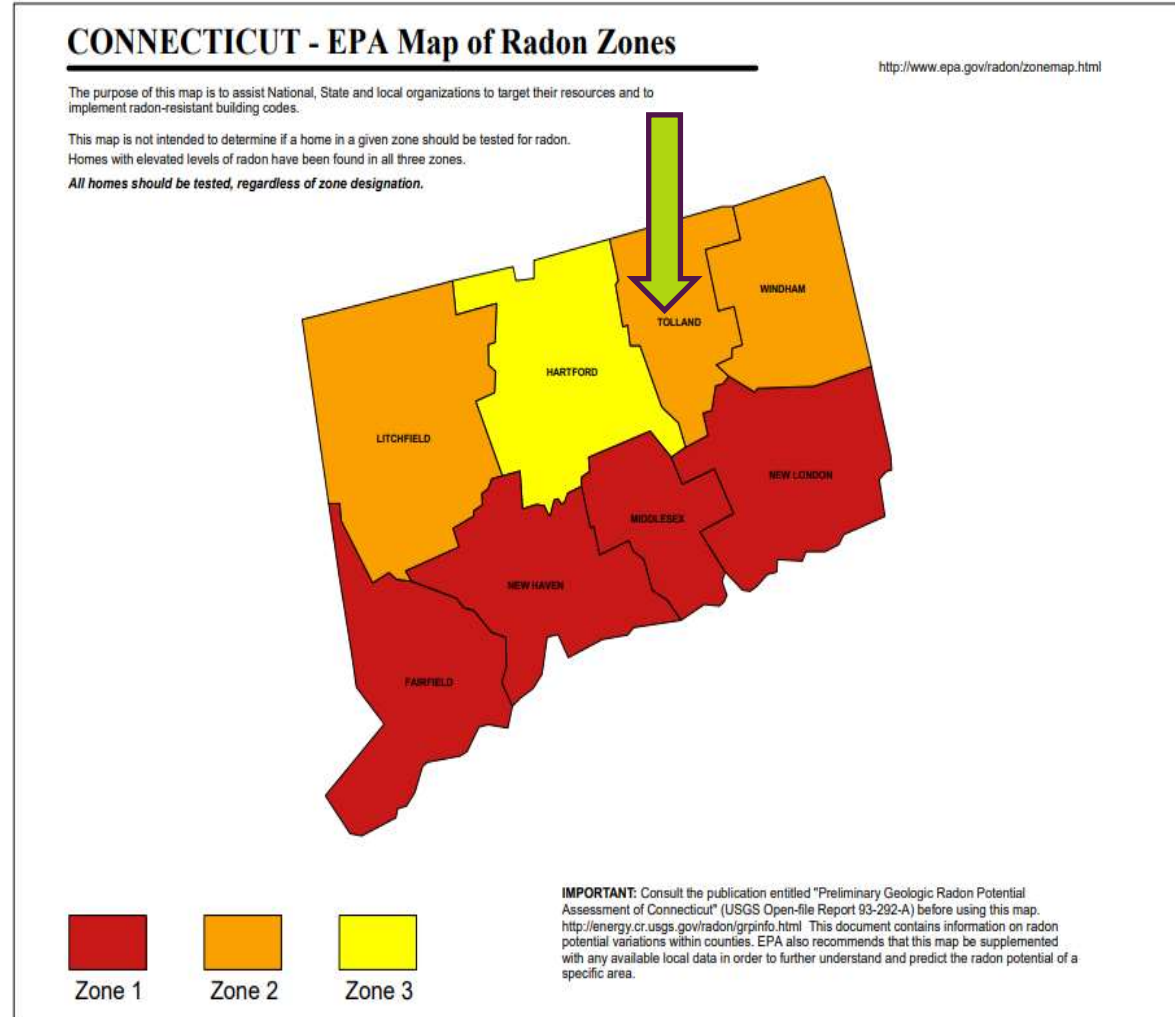 CONNECTICUT - EPA Map of Radon Zones
http://www.epa.gov/radon/zonemap.html
The purpose of this map is to assist National, State and local organizations to target their resources and to
implement radon-resistant building codes.
This map is not intended to determine if a home in a given zone should be tested for radon.
Homes with elevated levels of radon have been found in all three zones.
All homes should be tested, regardless of zone designation.
WINDHAM
TOLLAND
HARTFORD
LITCHFIELD
NEW LONDON
MIDDLESEX
NEW HAVEN
FAIRFIELD
IMPORTANT: Consult the publication entitled "Preliminary Geologic Radon Potential
Assessment of Connecticut" (USGS Open-file Report 93-292-A) before using this map.
http://energy.cr.usgs.gov/radon/grpinfo.html This document contains information on radon
potential variations within counties. EPA also recommends that this map be supplemented
with any available local data in order to further understand and predict the radon potential of a
specific area.
Zone 1 Zone 2 Zone 3